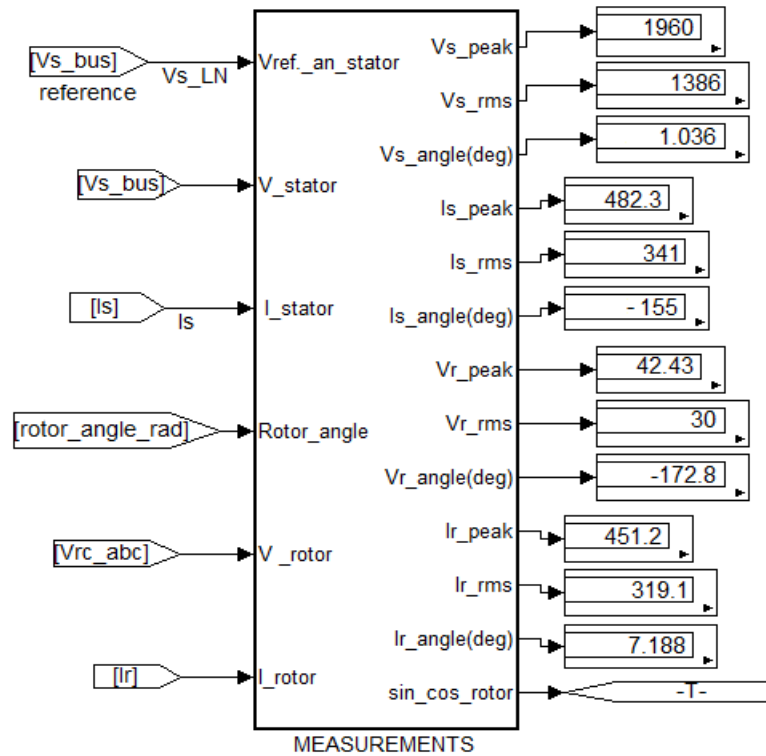 [Vs_bus]
reference
Vs_LN
[Vs_bus]
[Is]
Is
[rotor_angle_rad]
[Vrc_abc]
[Ir]
Vref._an_stator
V_stator
I_stator
Rotor_angle
V _rotor
I_rotor
Vs_peak
1960
Vs_rms
1386
Vs_angle(deg)
1.036
Is_peak
482.3
Is_rms
341
Is_angle(deg)
- 155
Vr_peak
42.43
Vr_rms
30
Vr_angle(deg)
-172.8
Ir_peak
451.2
Ir_rms
319.1
Ir_angle(deg)
7.188
sin_cos_rotor
-T-
MEASUREMENTS